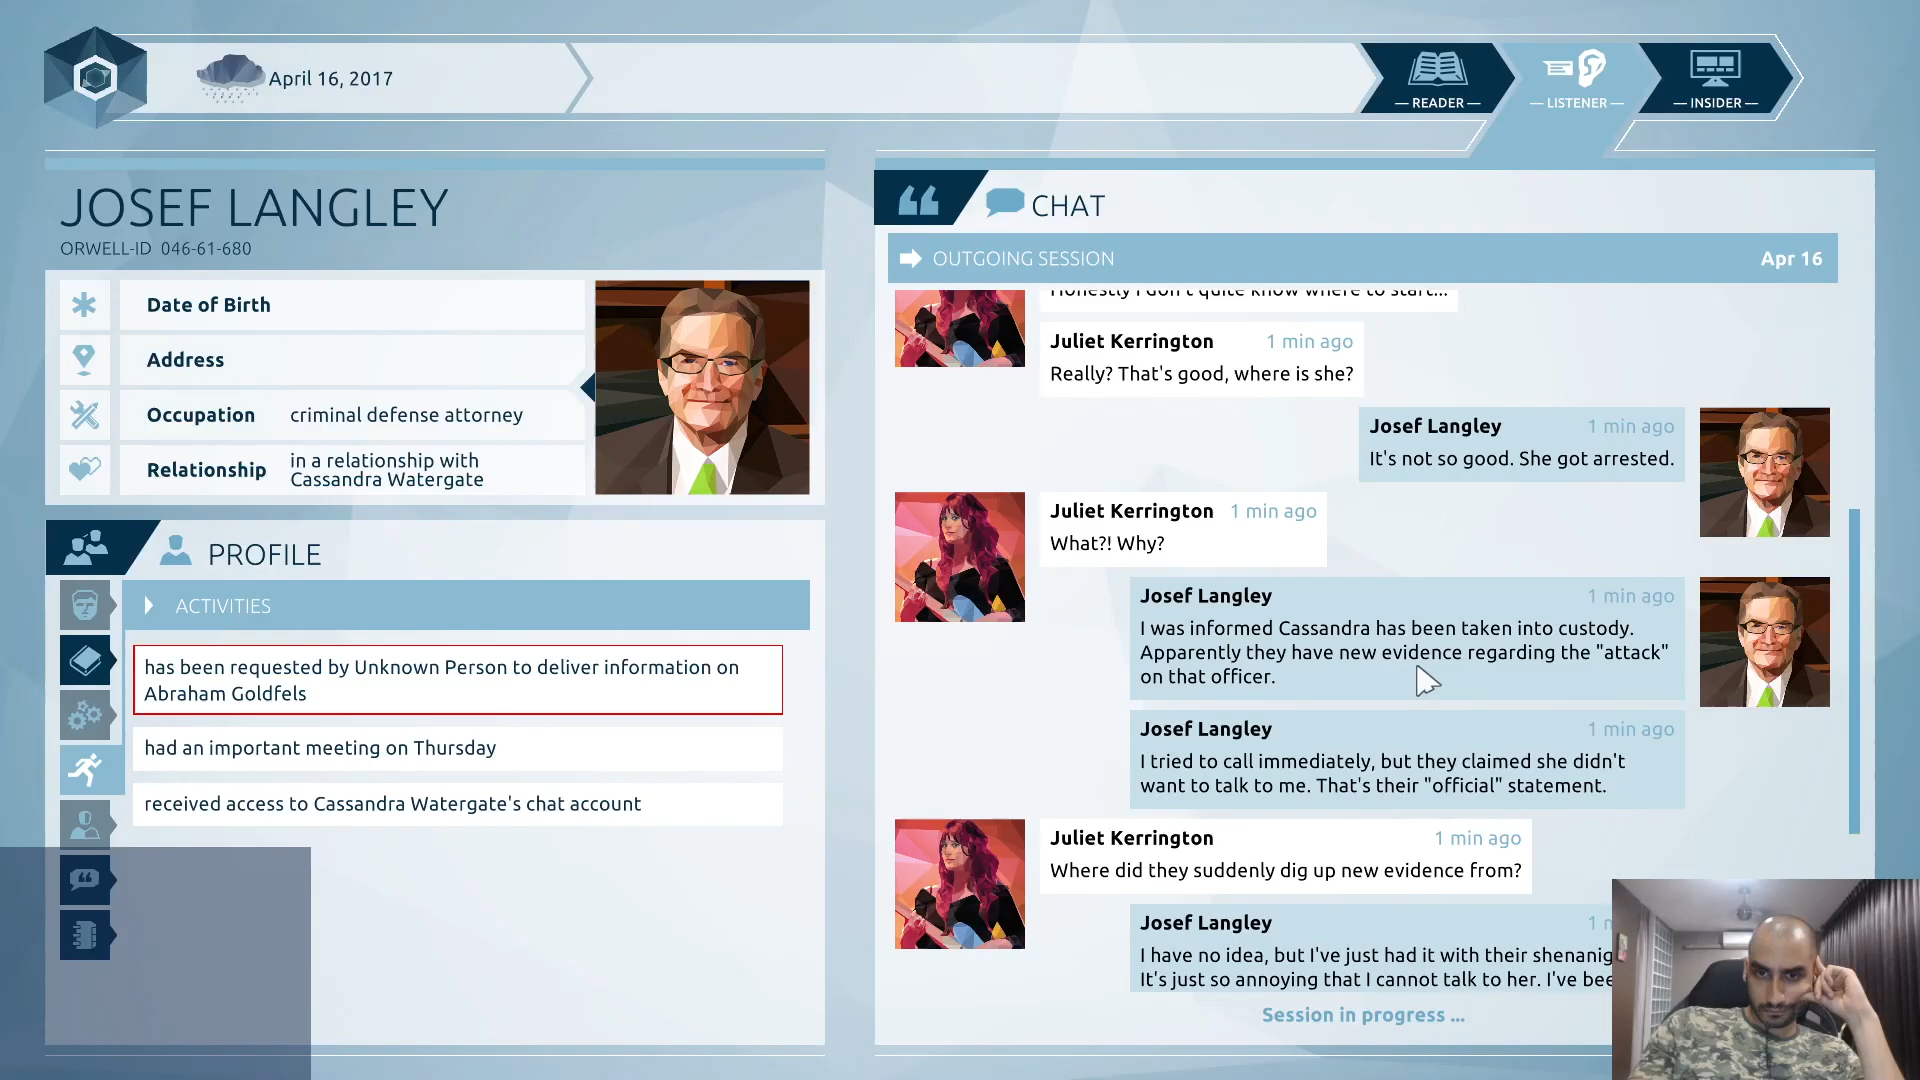 April 16, 2017
— READER —
— LISTENER —
— INSIDER —
JOSEF LANGLEY
ORWELL-ID 046-61-680
Date of Birth
Address
Occupation criminal defense attorney
Relationship in a relationship with
Cassandra Watergate
PROFILE
ACTIVITIES
has been requested by Unknown Person to deliver information on
Abraham Goldfels
had an important meeting on Thursday
received access to Cassandra Watergate's chat account
CHAT
OUTGOING SESSION Apr 16
Honestly I don't quite know where to start...
Juliet Kerrington 1 min ago
Really? That's good, where is she?
Josef Langley 1 min ago
It's not so good. She got arrested.
Juliet Kerrington 1 min ago
What?! Why?
Josef Langley 1 min ago
I was informed Cassandra has been taken into custody.
Apparently they have new evidence regarding the "attack"
on that officer.
Josef Langley 1 min ago
I tried to call immediately, but they claimed she didn't
want to talk to me. That's their "official" statement.
Juliet Kerrington 1 min ago
Where did they suddenly dig up new evidence from?
Josef Langley 1
I have no idea, but I've just had it with their
It's just so annoying that I cannot talk to her. I've
Session in progress ...